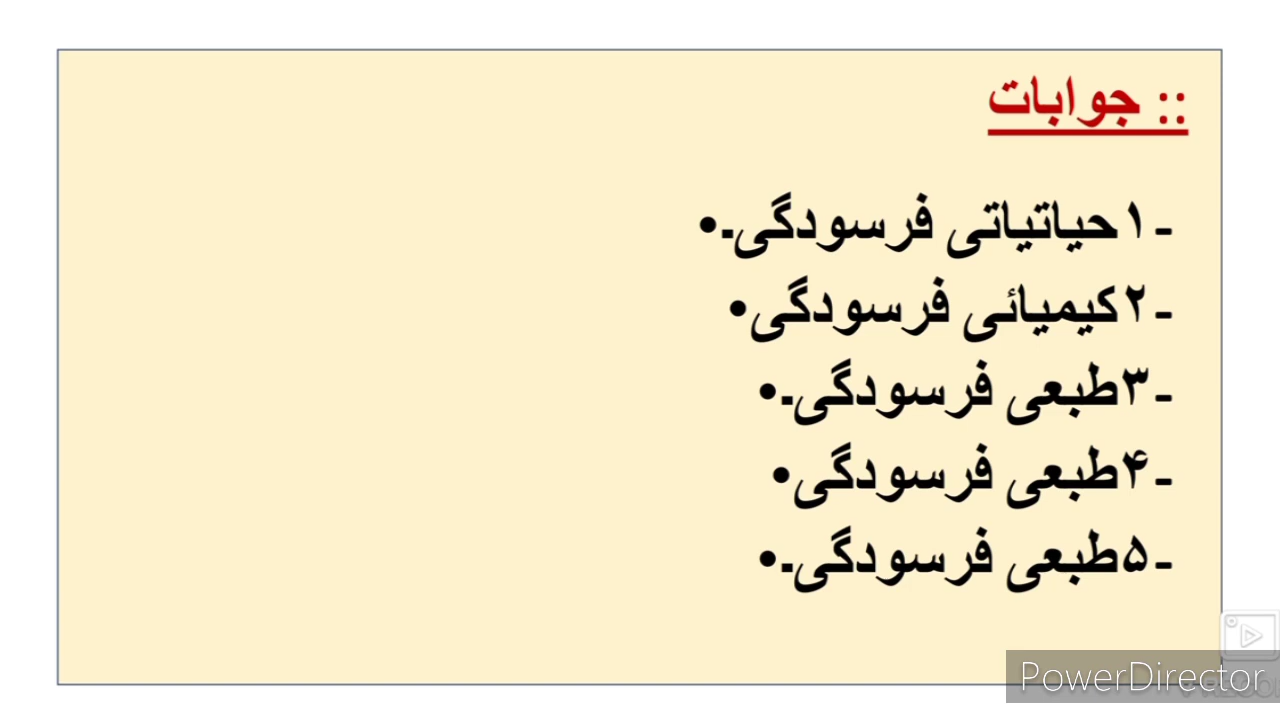 جوابات ::
۱- حیاتیاتی فرسودگی۔•
۲- کیمیائی فرسودگی•
۳- طبعی فرسودگی۔•
۴- طبعی فرسودگی•
۵- طبعی فرسودگی۔•
PowerDirector